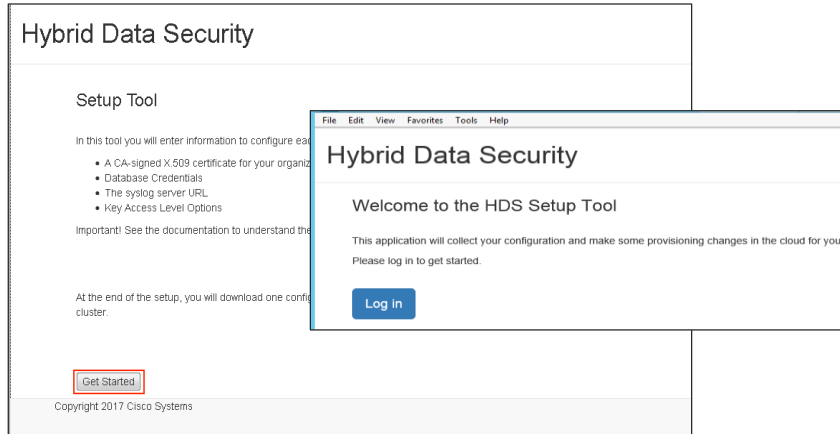 Hybrid Data Security
Setup Tool
In this tool you will enter information to configure
A CA-signed X.509 certificate for your
Database Credentials
The syslog server URL
Key Access Level Options
Important! See the documentation to understand the
At the end of the setup, you will download one
cluster.
Get Started
Copyright 2017 Cisco Systems
File Edit View Favorites Tools Help
Hybrid Data Security
Welcome to the HDS Setup Tool
This application will collect your configuration and make some provisioning changes in the cloud for you
Please log in to get started.
Log in